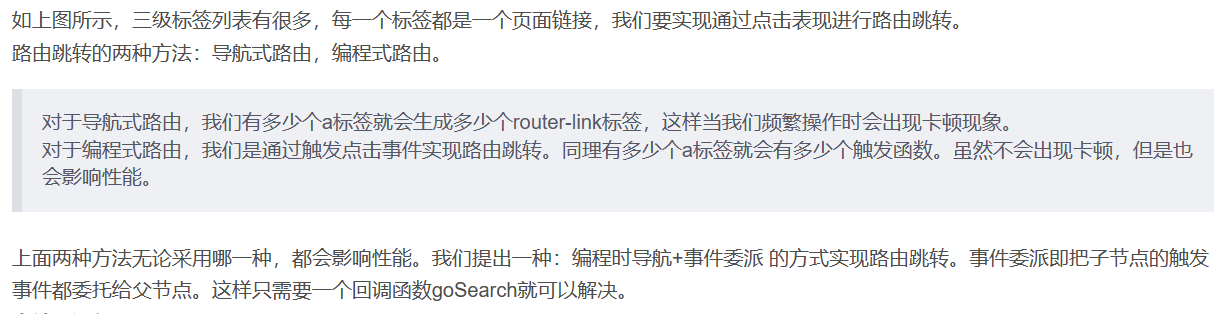 如上图所示，三级标签列表有很多，每一个标签都是一个页面链接，我们要实现通过点击表现进行路由跳转。
路由跳转的两种方法：导航式路由，编程式路由。
对于导航式路由，我们有多少个a标签就会生成多少个router-link标签，这样当我们频繁操作时会出现卡顿现象。
对于编程式路由，我们是通过触发点击事件实现路由跳转。同理有多少个a标签就会有多少个触发函数。虽然不会出现卡顿，但是也
会影响性能。
上面两种方法无论采用哪一种，都会影响性能。我们提出一种：编程时导航+事件委派 的方式实现路由跳转。事件委派即把子节点的触发
事件都委托给父节点。这样只需要一个回调函数goSearch就可以解决。